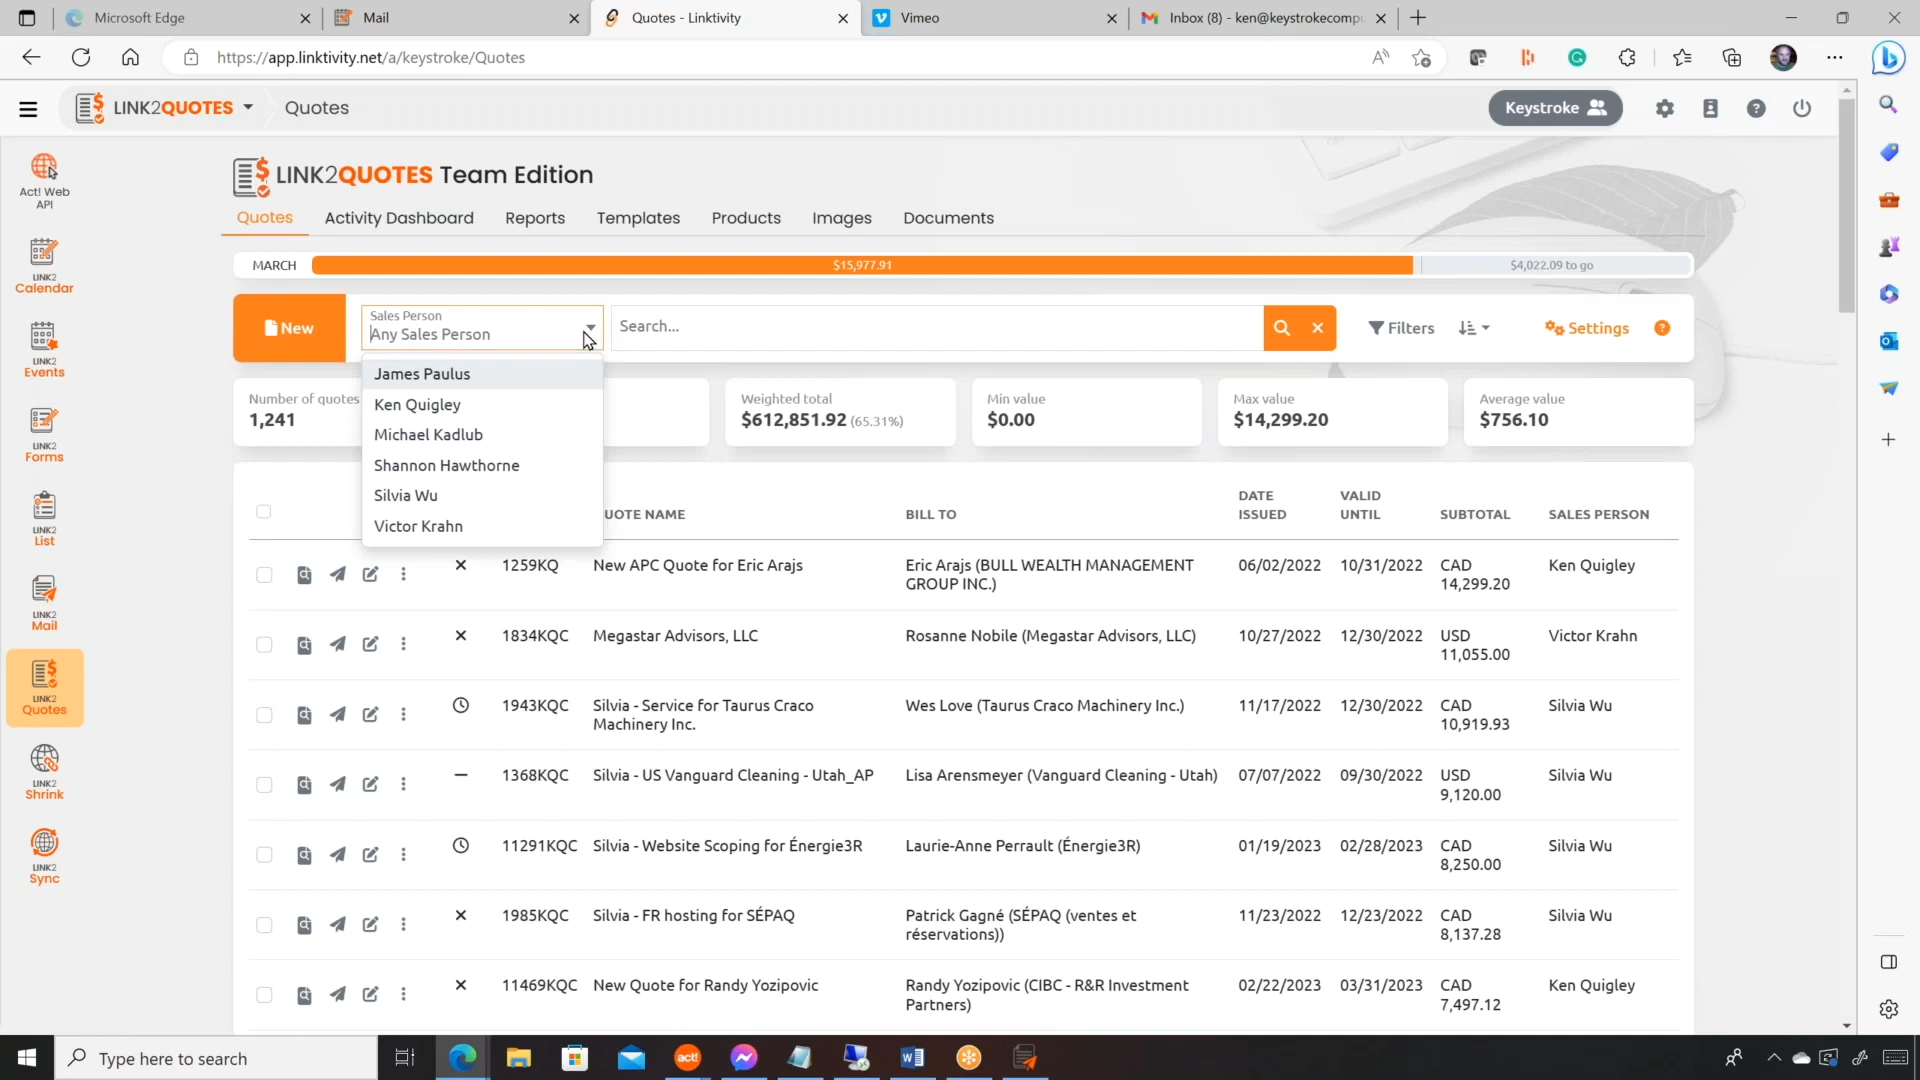 Microsoft Edge
Mail
Quotes - Linktivity
Vimeo
Inbox (8) - ken@keystrokecompu
https://app.linktivity.net/a/keystroke/Quotes
LINK2QUOTES
Quotes
Keystroke
Act! Web
API
LINK2
Calendar
LINK2
Events
LINK2
Forms
LINK2
List
LINK2
Mail
LINK2
Quotes
LINK2
Shrink
LINK2
Sync
LINK2QUOTES Team Edition
Quotes Activity Dashboard Reports Templates Products Images Documents
MARCH $15,977.91 $4,022.09 to go
New
Sales Person
Any Sales Person
Search...
Filters
Settings
James Paulus
Ken Quigley
Michael Kadlub
Shannon Hawthorne
Silvia Wu
Victor Krahn
Number of quotes
1,241
Weighted total
$612,851.92 (65.31%)
Min value
$0.00
Max value
$14,299.20
Average value
$756.10
UOTE NAME BILL TO DATE ISSUED VALID UNTIL SUBTOTAL SALES PERSON
1259KQ New APC Quote for Eric Arajs Eric Arajs (BULL WEALTH MANAGEMENT 06/02/2022 10/31/2022 CAD Ken Quigley
GROUP INC.) 14,299.20
1834KQC Megastar Advisors, LLC Rosanne Nobile (Megastar Advisors, LLC) 10/27/2022 12/30/2022 USD Victor Krahn
11,055.00
1943KQC Silvia - Service for Taurus Craco Wes Love (Taurus Craco Machinery Inc.) 11/17/2022 12/30/2022 CAD Silvia Wu
Machinery Inc. 10,919.93
1368KQC Silvia - US Vanguard Cleaning - Utah_AP Lisa Arensmeyer (Vanguard Cleaning - Utah) 07/07/2022 09/30/2022 USD Silvia Wu
9,120.00
11291KQC Silvia - Website Scoping for Énergie3R Laurie-Anne Perrault (Énergie3R) 01/19/2023 02/28/2023 CAD Silvia Wu
8,250.00
1985KQC Silvia - FR hosting for SÉPAQ Patrick Gagné (SÉPAQ (ventes et 11/23/2022 12/23/2022 CAD Silvia Wu
réservations)) 8,137.28
11469KQC New Quote for Randy Yozipovic Randy Yozipovic (CIBC - R&R Investment 02/22/2023 03/31/2023 CAD Ken Quigley
Partners) 7,497.12
Type here to search
act!